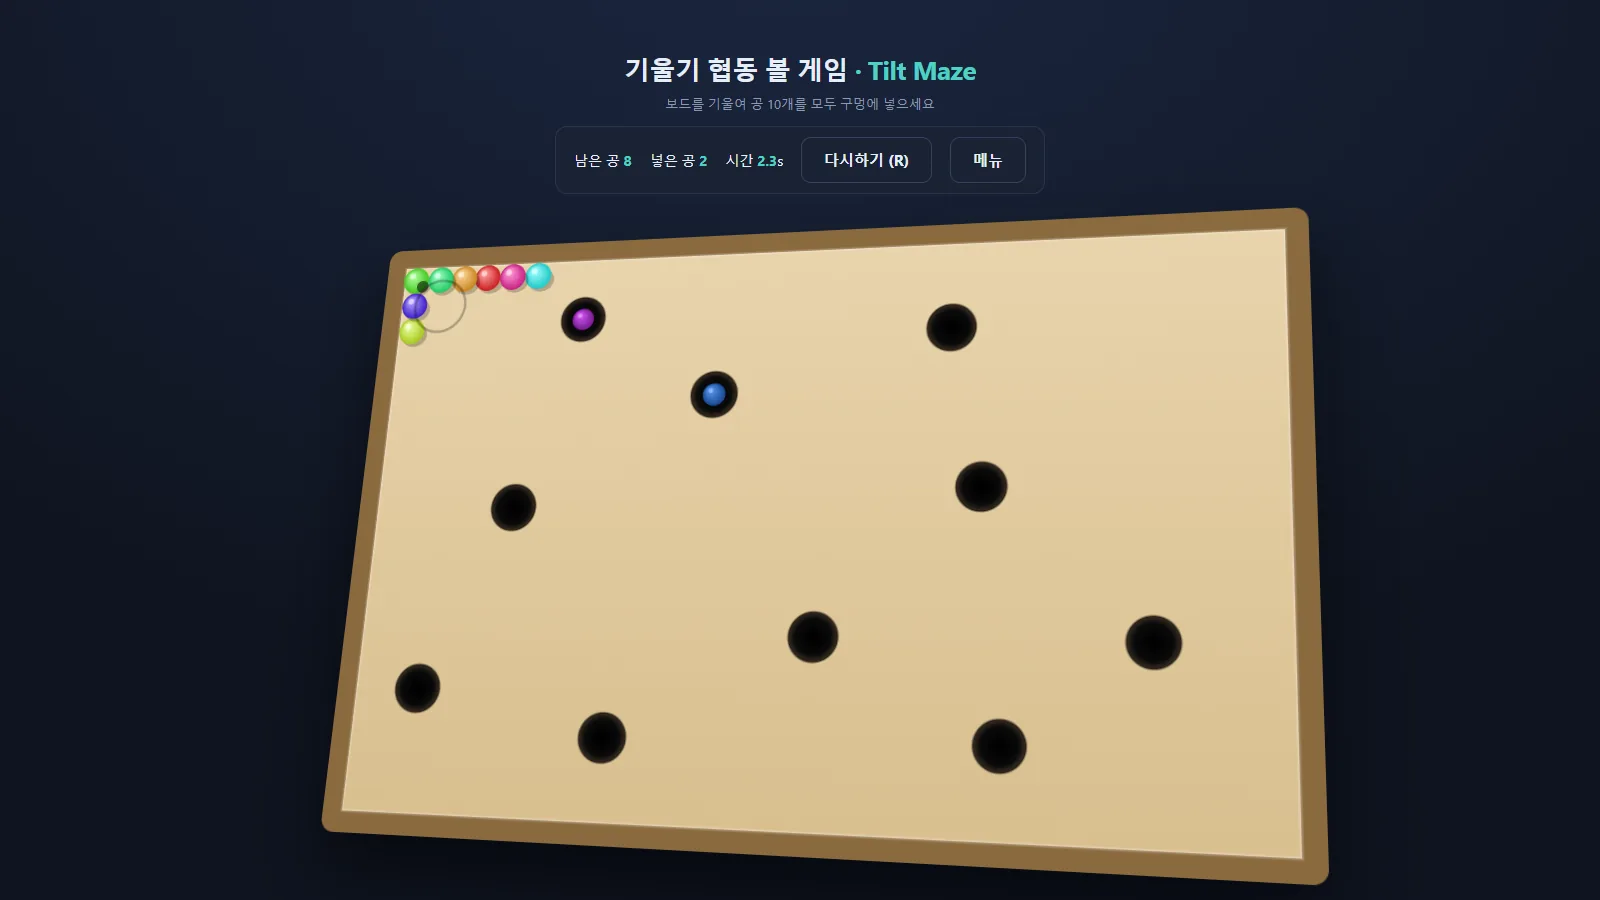 기울기 협동 볼 게임 · Tilt Maze
보드를 기울여 공 10개를 모두 구멍에 넣으세요
남은 공 8 넣은 공 2 시간 2.3s 다시하기 (R) 메뉴